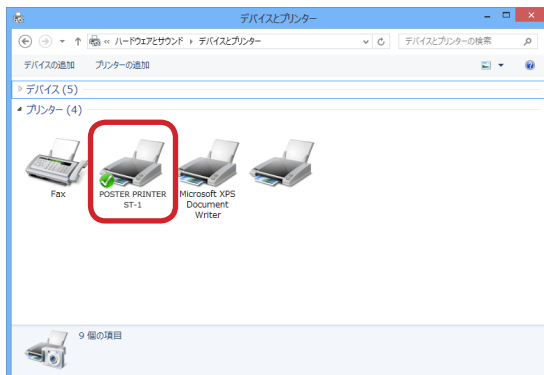 デバイスとプリンター
« ハードウェアとサウンド ▸ デバイスとプリンター
デバイスとプリンターの検索
デバイスの追加 プリンターの追加
デバイス (5)
プリンター (4)
Fax
POSTER PRINTER
ST-1
Microsoft XPS
Document
Writer
9 個の項目